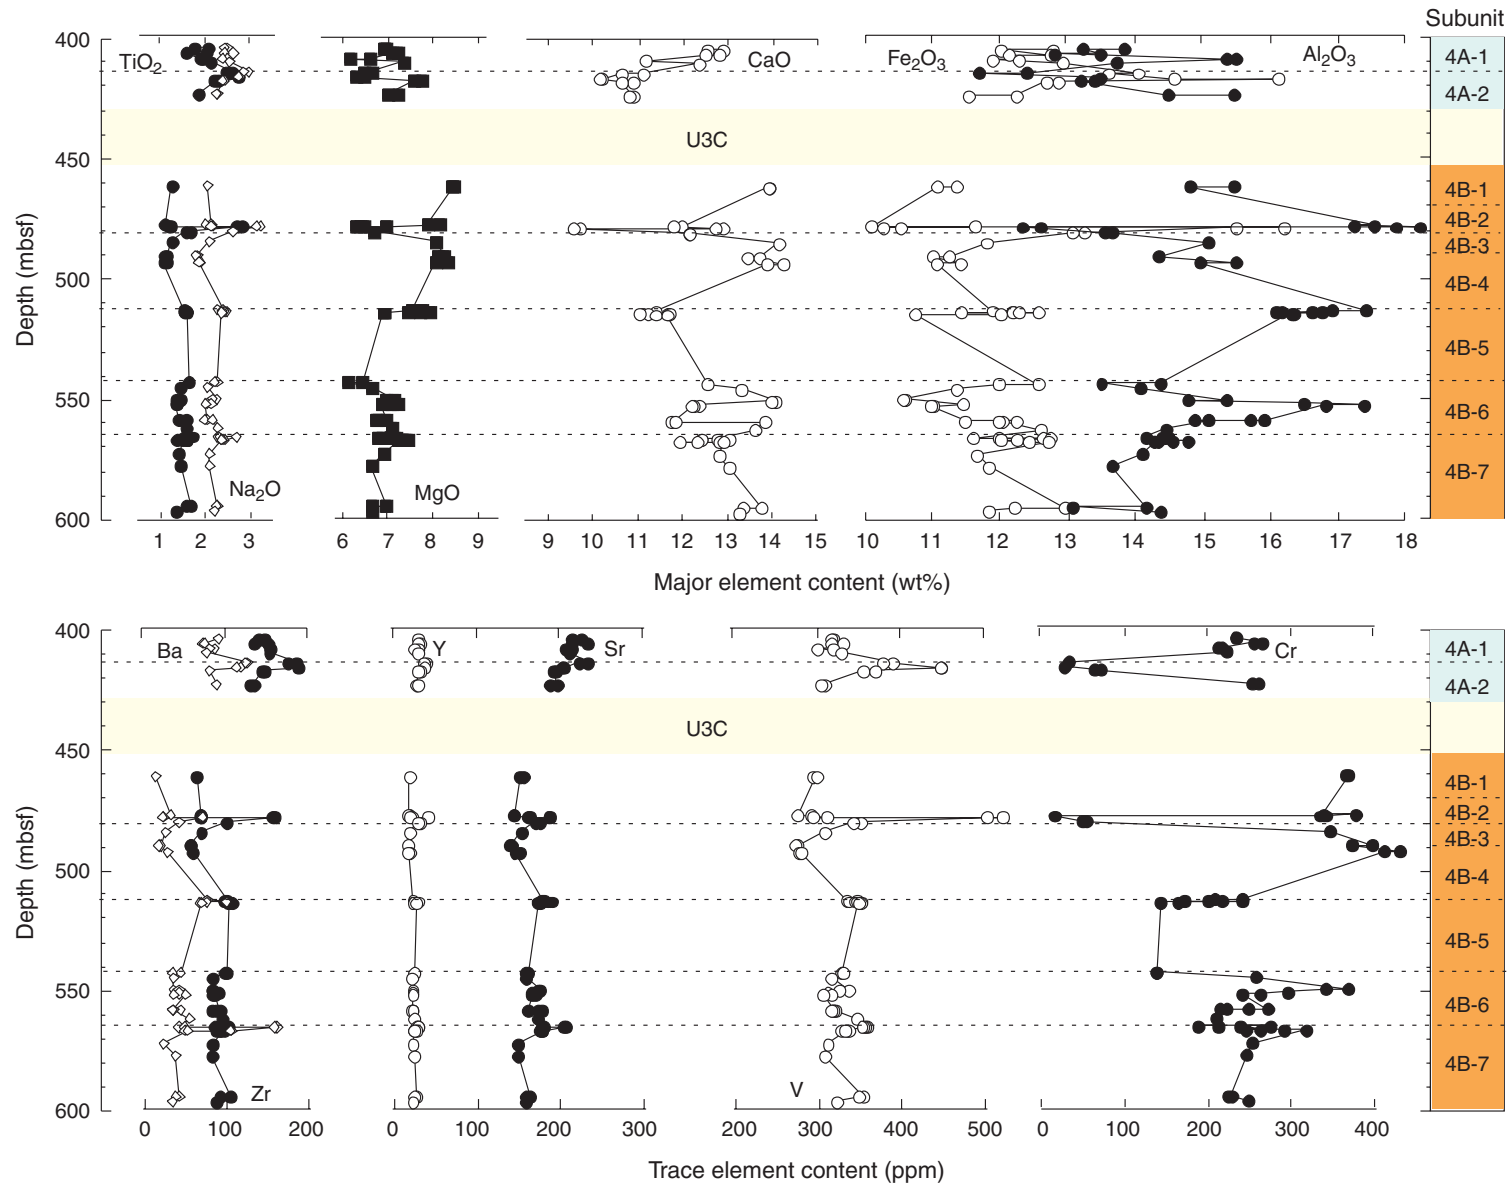 Subunit
400
450
500
550
600
Depth (mbsf)
TiO2
Na2O
MgO
CaO
Fe2O3
Al2O3
U3C
4A-1
4A-2
4B-1
4B-2
4B-3
4B-4
4B-5
4B-6
4B-7
1 2 3
6 7 8 9
9 10 11 12 13 14 15
10 11 12 13 14 15 16 17 18
Major element content (wt%)
400
450
500
550
600
Depth (mbsf)
Ba
Zr
Y
Sr
V
Cr
U3C
4A-1
4A-2
4B-1
4B-2
4B-3
4B-4
4B-5
4B-6
4B-7
0 100 200
0 100 200 300
200 300 400 500
0 100 200 300 400
Trace element content (ppm)